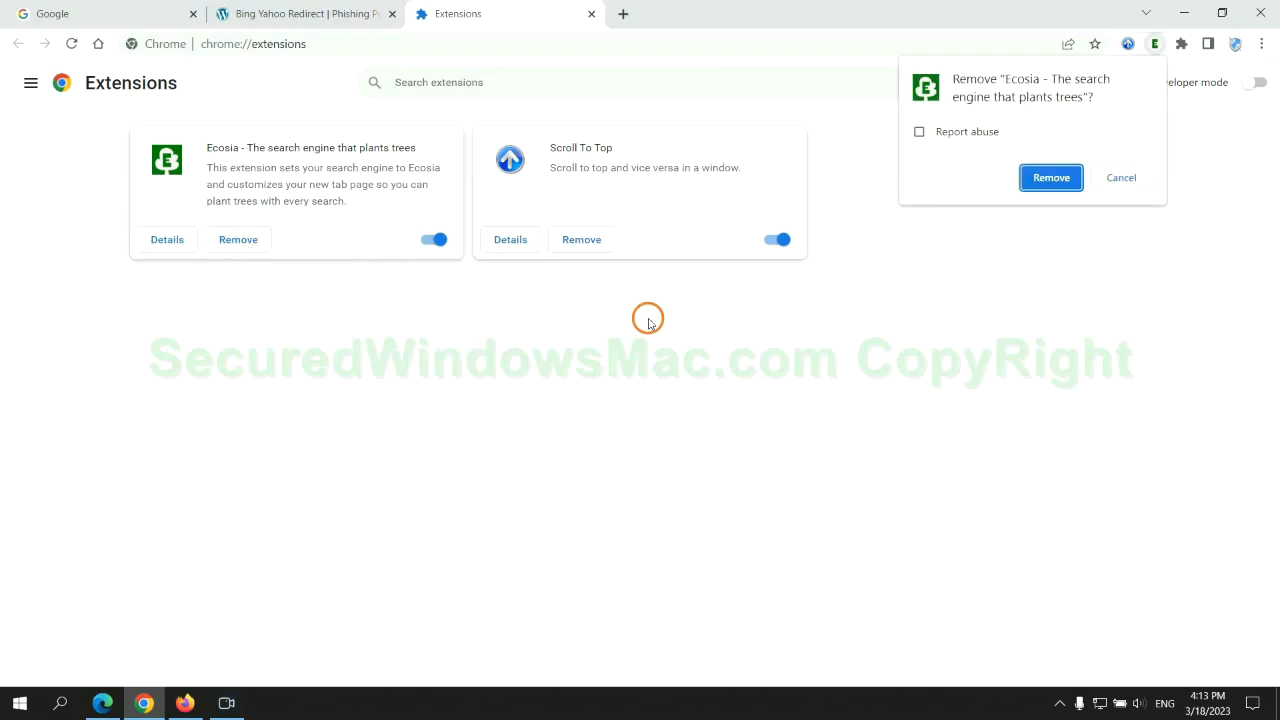 Google
Bing Yahoo Redirect | Phishing P
Extensions
Chrome | chrome://extensions
Extensions
Search extensions
eloper mode
Remove "Ecosia - The search
engine that plants trees"?
Report abuse
Remove
Cancel
Ecosia - The search engine that plants trees
This extension sets your search engine to Ecosia
and customizes your new tab page so you can
plant trees with every search.
Details
Remove
Scroll To Top
Scroll to top and vice versa in a window.
Details
Remove
SecuredWindowsMac.com CopyRight
ENG
4:13 PM
3/18/2023